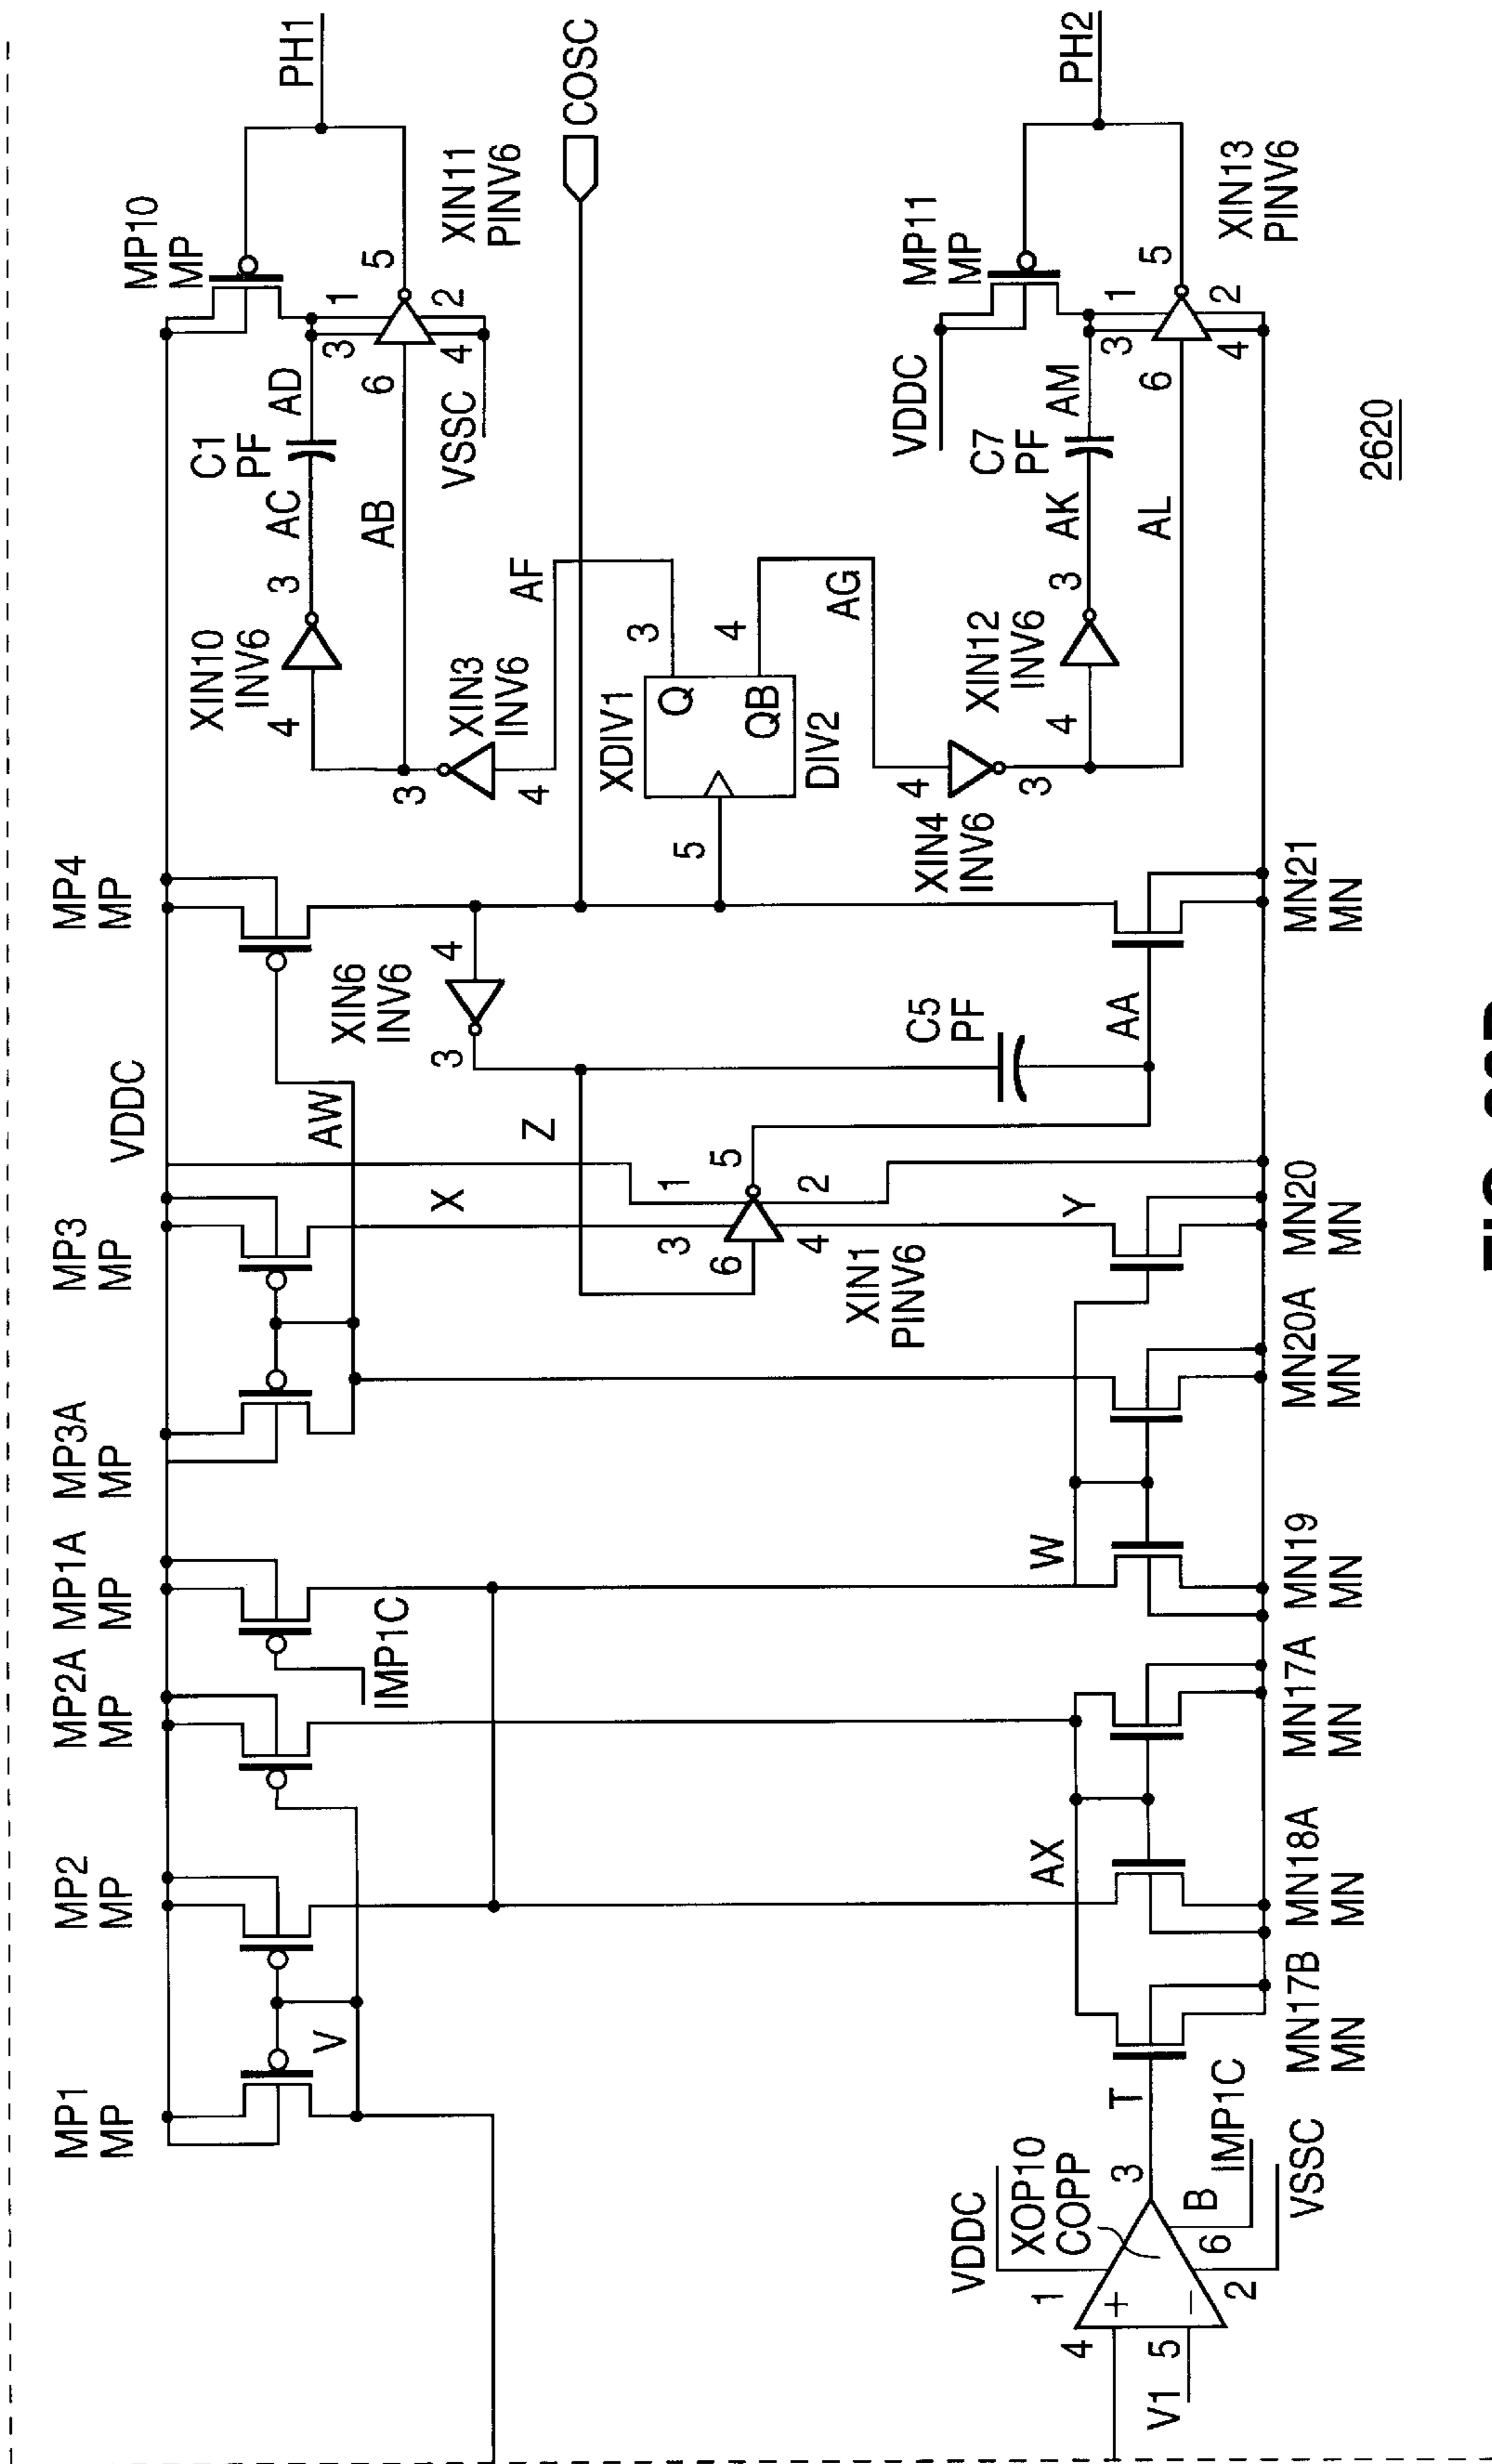 MP1
MP
MP2
MP
MP2A
MP
MP1A
MP
MP3A
MP
MP3
MP
VDDC
MP4
MP
MP10
MP
PH1
V
IMP1C
AW
X
XIN6
INV6
4
3
Z
XIN10
INV6
4
3
AC
C1
PF
AD
3
1
AB
6
4
2
5
VSSC
XIN11
PINV6
3
XIN3
INV6
4
AF
COSC
XDIV1
Q
QB
DIV2
3
4
5
AG
3
1
6
4
5
2
XIN1
PINV6
C5
PF
AA
4
XIN4
INV6
3
XIN12
INV6
4
3
AK
C7
PF
AM
VDDC
MP11
MP
PH2
AL
3
1
6
4
2
5
XIN13
PINV6
VDDC
XOP10
COPP
1
4
+
V1
5
−
2
6
B
IMP1C
VSSC
3
T
AX
W
Y
MN17B
MN
MN18A
MN
MN17A
MN
MN19
MN
MN20A
MN
MN20
MN
MN21
MN
2620